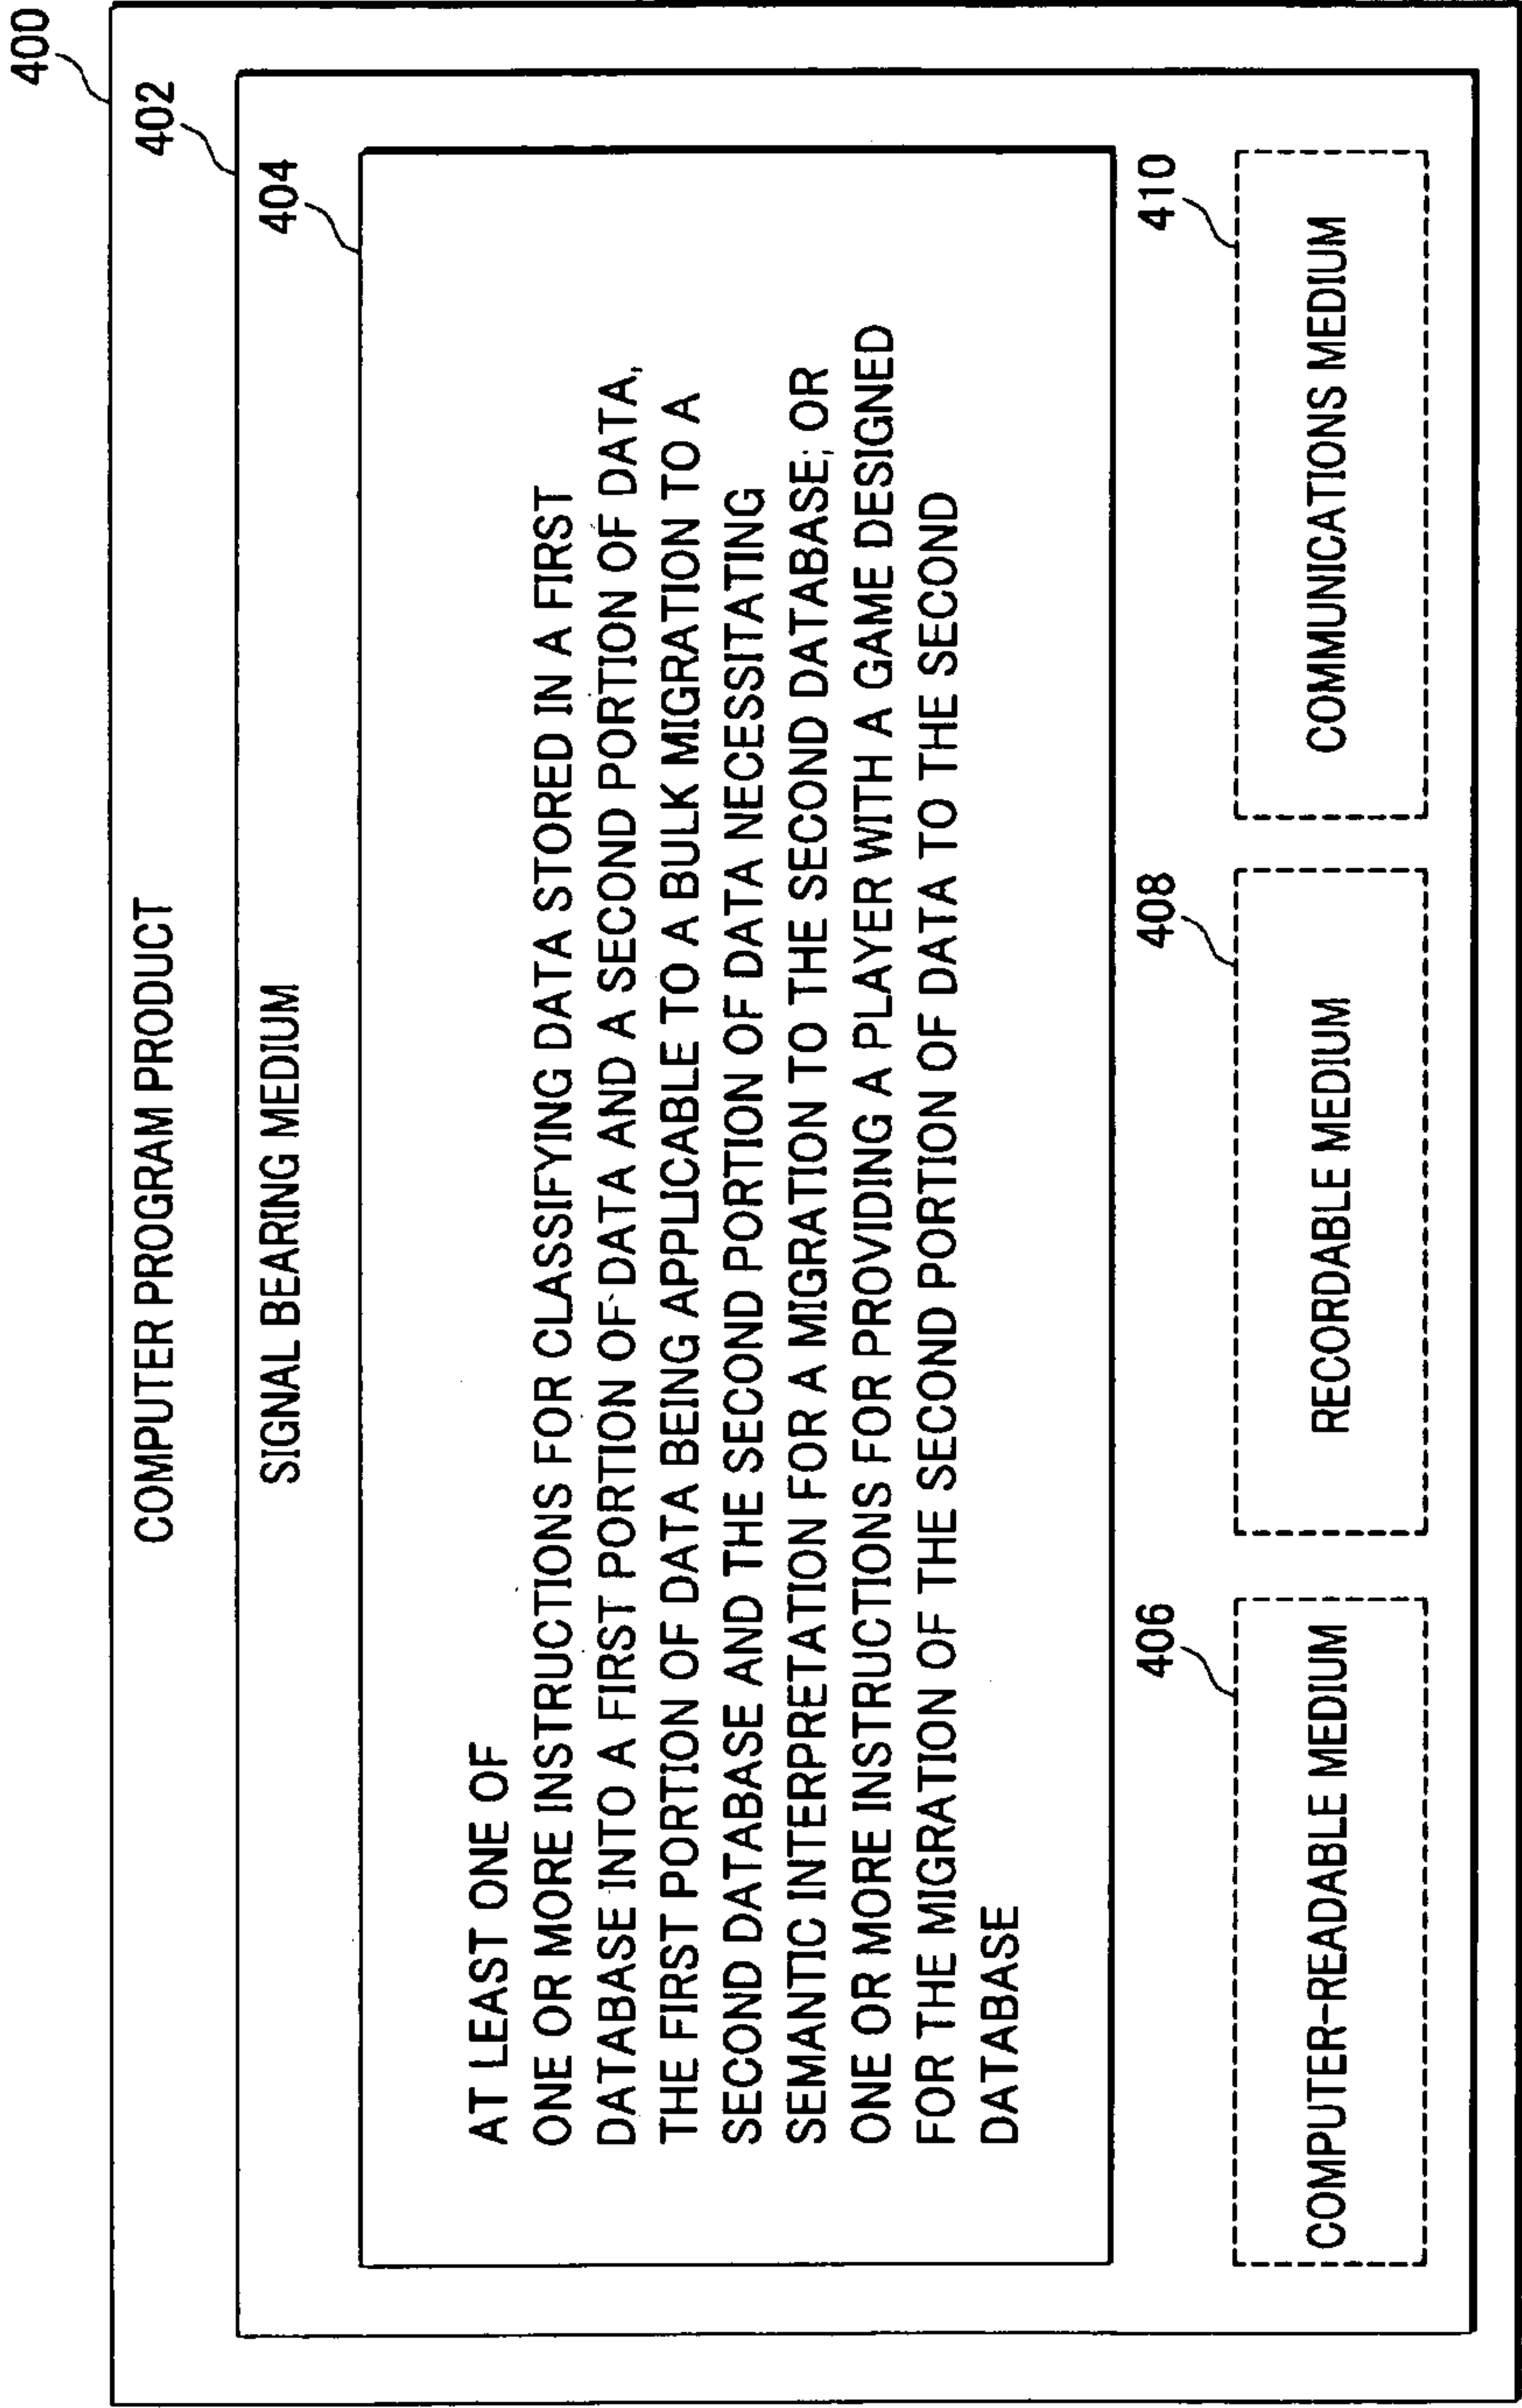 400
COMPUTER PROGRAM PRODUCT
402
SIGNAL BEARING MEDIUM
404
AT LEAST ONE OF
ONE OR MORE INSTRUCTIONS FOR CLASSIFYING DATA STORED IN A FIRST
DATABASE INTO A FIRST PORTION OF DATA AND A SECOND PORTION OF DATA,
THE FIRST PORTION OF DATA BEING APPLICABLE TO A BULK MIGRATION TO A
SECOND DATABASE AND THE SECOND PORTION OF DATA NECESSITATING
SEMANTIC INTERPRETATION FOR A MIGRATION TO THE SECOND DATABASE; OR
ONE OR MORE INSTRUCTIONS FOR PROVIDING A PLAYER WITH A GAME DESIGNED
FOR THE MIGRATION OF THE SECOND PORTION OF DATA TO THE SECOND
DATABASE
406
COMPUTER-READABLE MEDIUM
408
RECORDABLE MEDIUM
410
COMMUNICATIONS MEDIUM